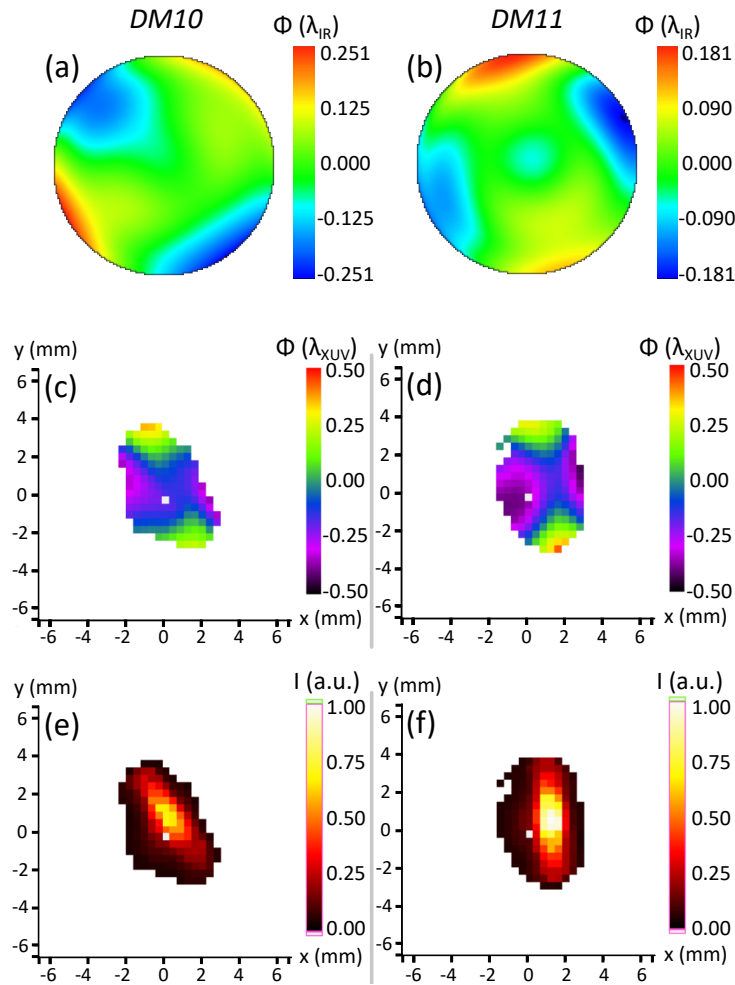 DM10 DM11
Φ (λIR) Φ (λIR)
(a) (b)
0.251 0.181
0.125 0.090
0.000 0.000
-0.125 -0.090
-0.251 -0.181
y (mm) Φ (λXUV) y (mm) Φ (λXUV)
(c) (d)
6 0.50 6 0.50
4 4
0.25 0.25
2 2
0 0.00 0 0.00
-2 -2
-0.25 -0.25
-4 -4
-6 -0.50 -6 -0.50
x (mm) x (mm)
-6 -4 -2 0 2 4 6 -6 -4 -2 0 2 4 6
y (mm) I (a.u.) y (mm) I (a.u.)
(e) (f)
6 1.00 6 1.00
4 0.75 4 0.75
2 2
0 0.50 0 0.50
-2 0.25 -2 0.25
-4 -4
0.00 0.00
-6 -6
x (mm) x (mm)
-6 -4 -2 0 2 4 6 -6 -4 -2 0 2 4 6